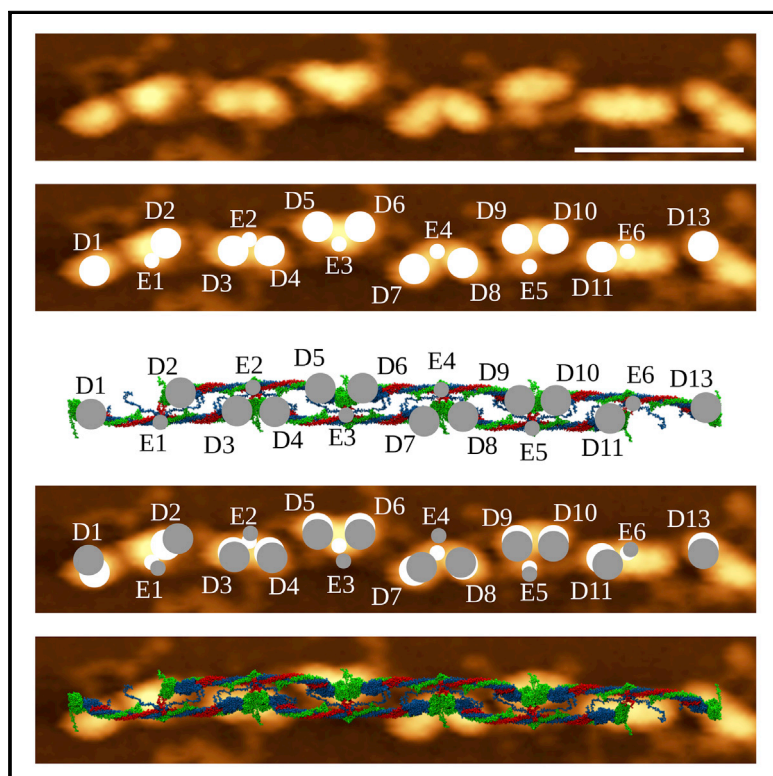 D5 D6
D2 E2 E4 D9 D10 E6 D13
D1
E1 D3 D4 E3 D7 D8 E5 D11
D2 E2 D5 D6 E4 D9 D10 E6 D13
D1
E1 D3 D4 E3 D7 D8 E5 D11
D5 D6
D2 E2 E4 D9 D10 E6 D13
D1
E1 D3 D4 E3 D7 D8 E5 D11